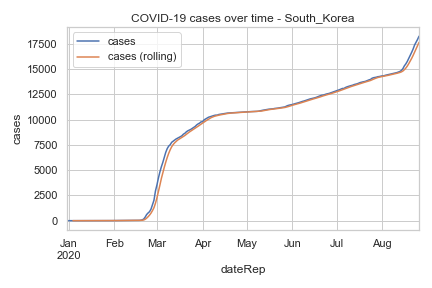 COVID-19 cases over time - South_Korea
cases
cases (rolling)
17500
15000
12500
10000
7500
5000
2500
0
cases
Jan Feb Mar Apr May Jun Jul Aug
2020
dateRep